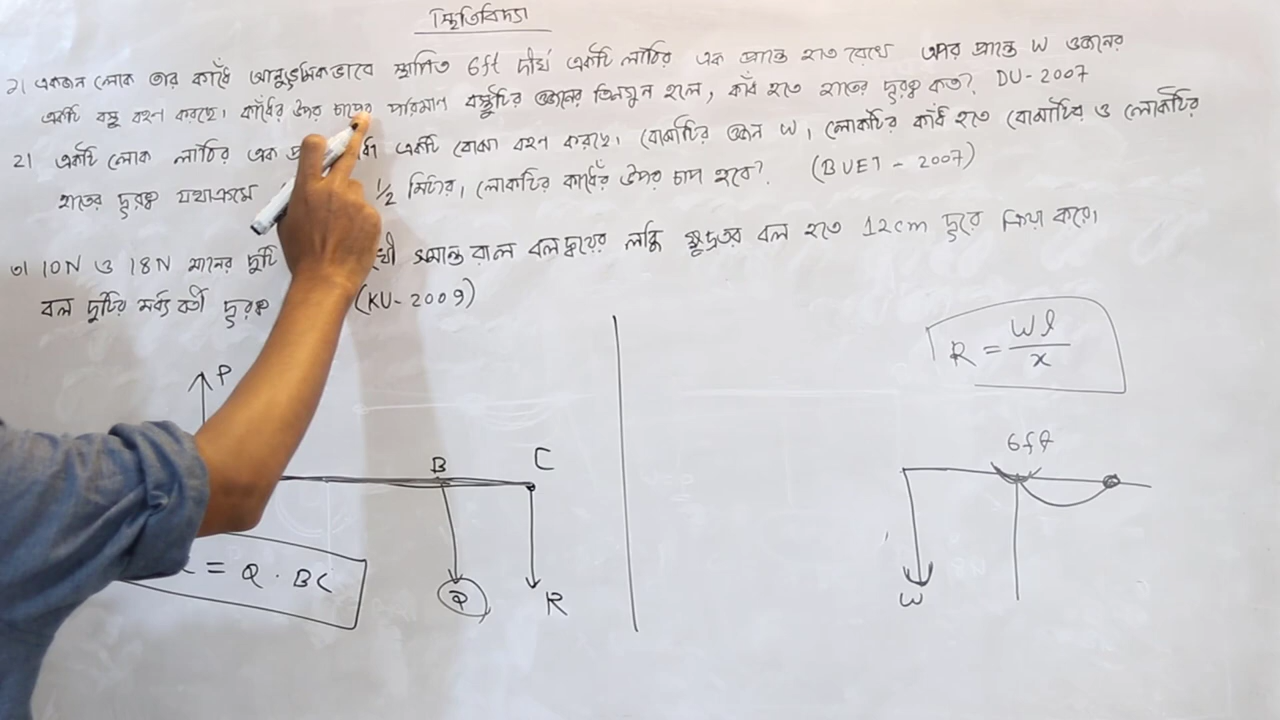 স্থিতিবিদ্যা
১। একজন লোক তার কাঁধে আনুভূমিকভাবে স্থাপিত 6ft দীর্ঘ একটি লাঠির এক প্রান্তে হাত রেখে অপর প্রান্তে W ওজনের
একটি বস্তু বহন করছে। কাঁধের উপর চাপের পরিমাণ বস্তুটির ওজনের তিনগুন হলে, কাঁধ হতে হাতের দূরত্ব কত? DU-2007
২। একটি লোক লাঠির এক একটি বোঝা বহন করছে। বোঝাটির ওজন W, লোকটির কাঁধ হতে বোঝাটির ও লোকটির
হাতের দূরত্ব যথাক্রমে 1/2 মিটার। লোকটির কাঁধের উপর চাপ হবে? (BUET - 2007)
৩। 10N ও 18N মানের দুটি সমান্তরাল বলদ্বয়ের লব্ধি ক্ষুদ্রতর বল হতে 12cm দূরে ক্রিয়া করে।
বল দুটির মধ্যবর্তী দূরত্ব (KU-2009)
R = Wl/x
P
6ft
B C
= Q · BC
Q R
W